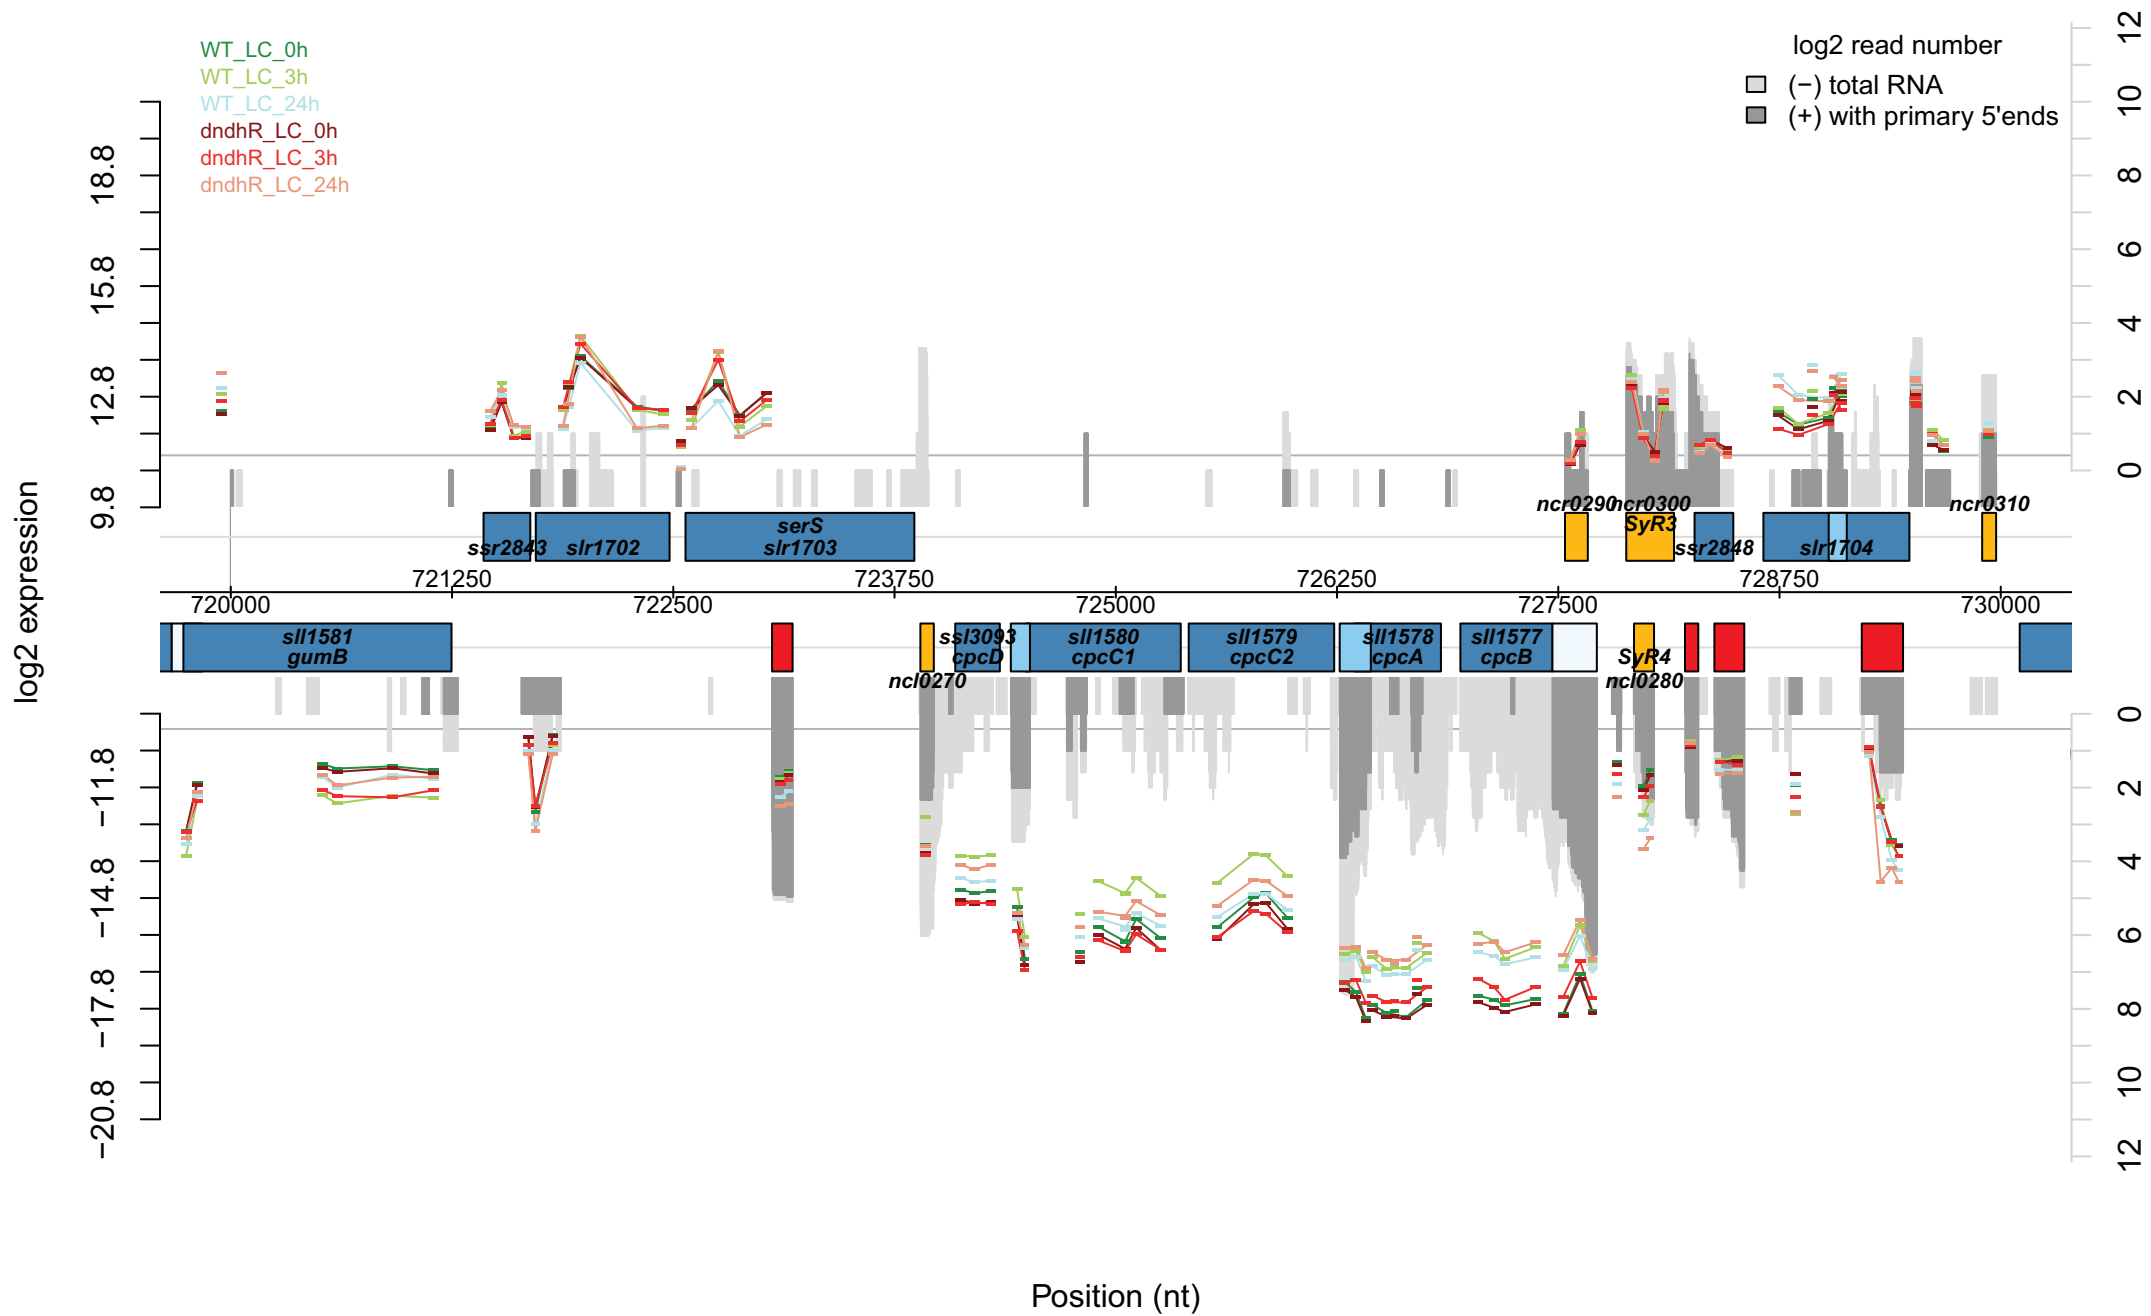 WT_LC_0h
WT_LC_3h
WT_LC_24h
dndhR_LC_0h
dndhR_LC_3h
dndhR_LC_24h
log2 read number
(−) total RNA
(+) with primary 5'ends
log2 expression
18.8
15.8
12.8
9.8
12
10
8
6
4
2
0
ncr0290
ncr0300
ncr0310
serS
SyR3
ssr2843
slr1702
slr1703
ssr2848
slr1704
721250
723750
726250
728750
720000
722500
725000
727500
730000
sll1581
gumB
ssl3093
cpcD
sll1580
cpcC1
sll1579
cpcC2
sll1578
cpcA
sll1577
cpcB
SyR4
ncl0270
ncl0280
−11.8
−14.8
−17.8
−20.8
0
2
4
6
8
10
12
Position (nt)